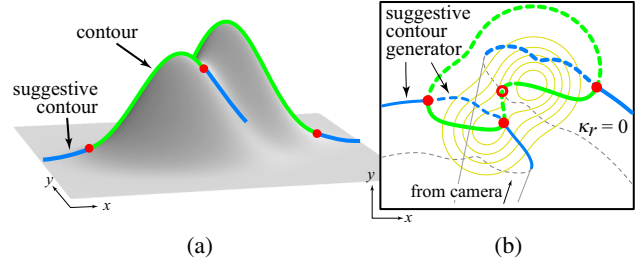 contour
suggestive
contour
y
x
(a)
suggestive
contour
generator
κr = 0
from camera
y
x
(b)